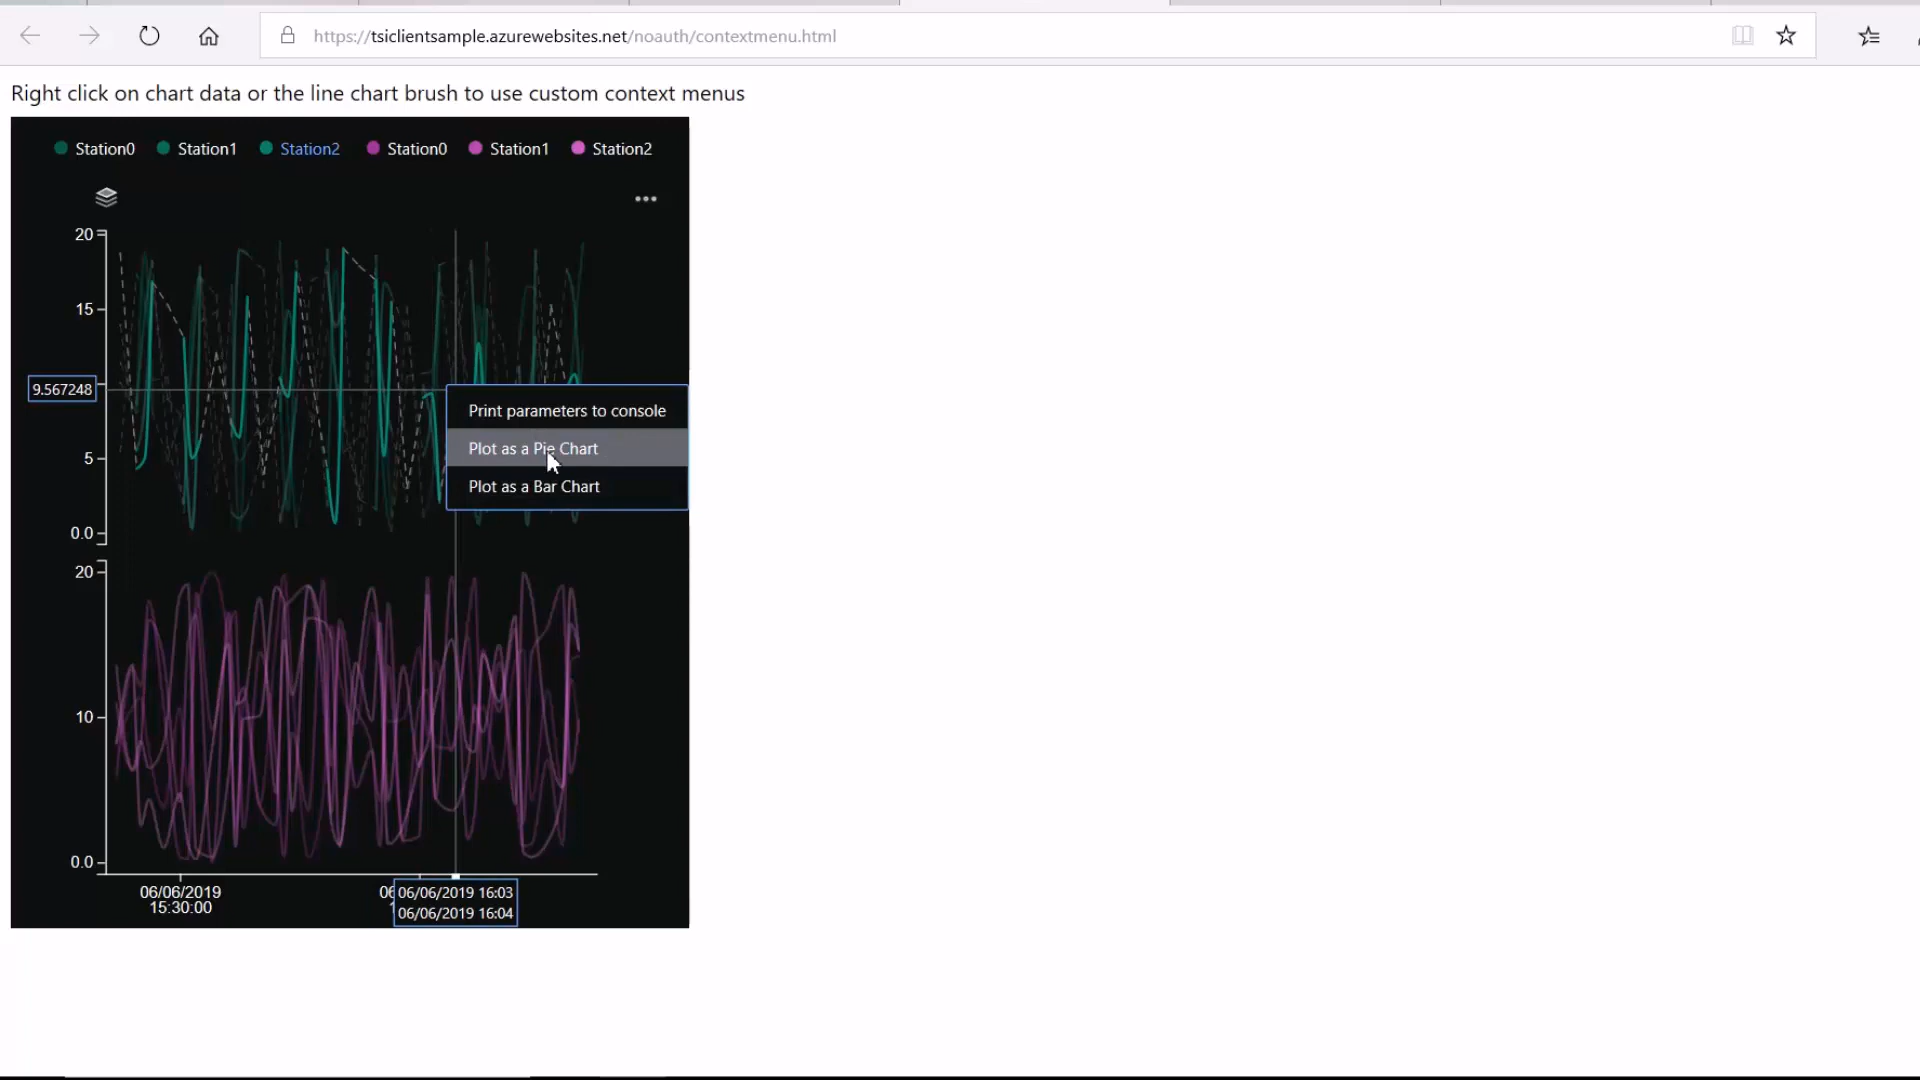 https://tsiclientsample.azurewebsites.net/noauth/contextmenu.html
Right click on chart data or the line chart brush to use custom context menus
Station0 Station1 Station2 Station0 Station1 Station2
20
15
9.567248
Print parameters to console
Plot as a Pie Chart
5
Plot as a Bar Chart
0.0
20
10
0.0
06/06/2019
15:30:00
06/06/2019 16:03
06/06/2019 16:04